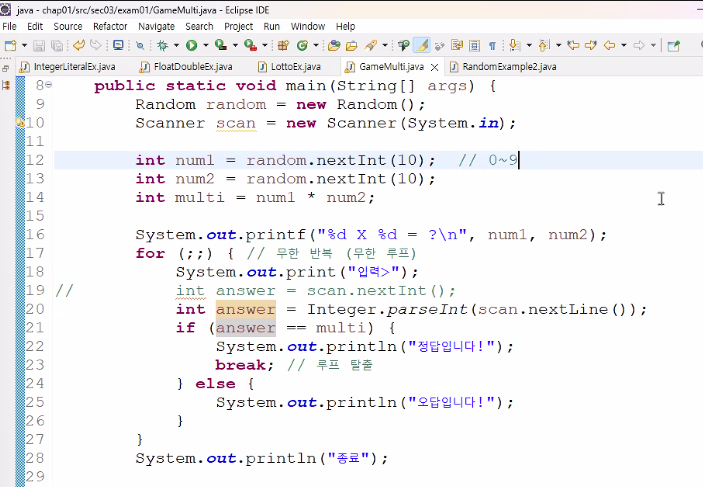 java - chap01/src/sec03/exam01/GameMulti.java - Eclipse IDE
File Edit Source Refactor Navigate Search Project Run Window Help
IntegerLiteralEx.java FloatDoubleEx.java LottoEx.java GameMulti.java RandomExample2.java
8 public static void main(String[] args) {
9 Random random = new Random();
10 Scanner scan = new Scanner(System.in);
11
12 int num1 = random.nextInt(10); // 0~9
13 int num2 = random.nextInt(10);
14 int multi = num1 * num2;
15
16 System.out.printf("%d X %d = ?\n", num1, num2);
17 for (;;) { // 무한 반복 (무한 루프)
18 System.out.print("입력>");
19 // int answer = scan.nextInt();
20 int answer = Integer.parseInt(scan.nextLine());
21 if (answer == multi) {
22 System.out.println("정답입니다!");
23 break; // 루프 탈출
24 } else {
25 System.out.println("오답입니다!");
26 }
27 }
28 System.out.println("종료");
29